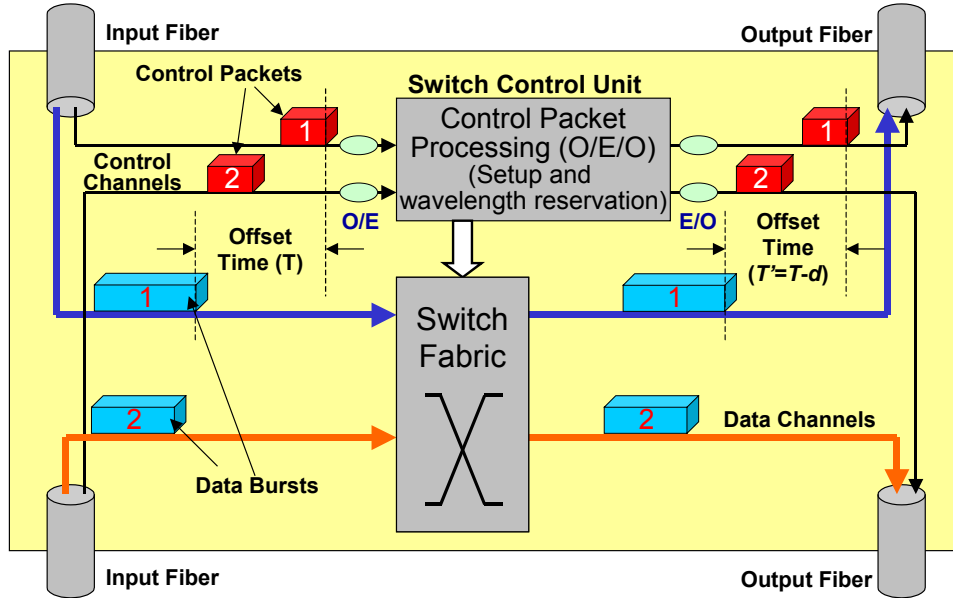 Input Fiber
Output Fiber
Control Packets
Switch Control Unit
1
Control Packet
Processing (O/E/O)
(Setup and
wavelength reservation)
1
Control
Channels
2
2
O/E
E/O
Offset
Time (T)
Offset
Time
(T'=T-d)
1
1
Switch
Fabric
2
2
Data Channels
Data Bursts
Input Fiber
Output Fiber